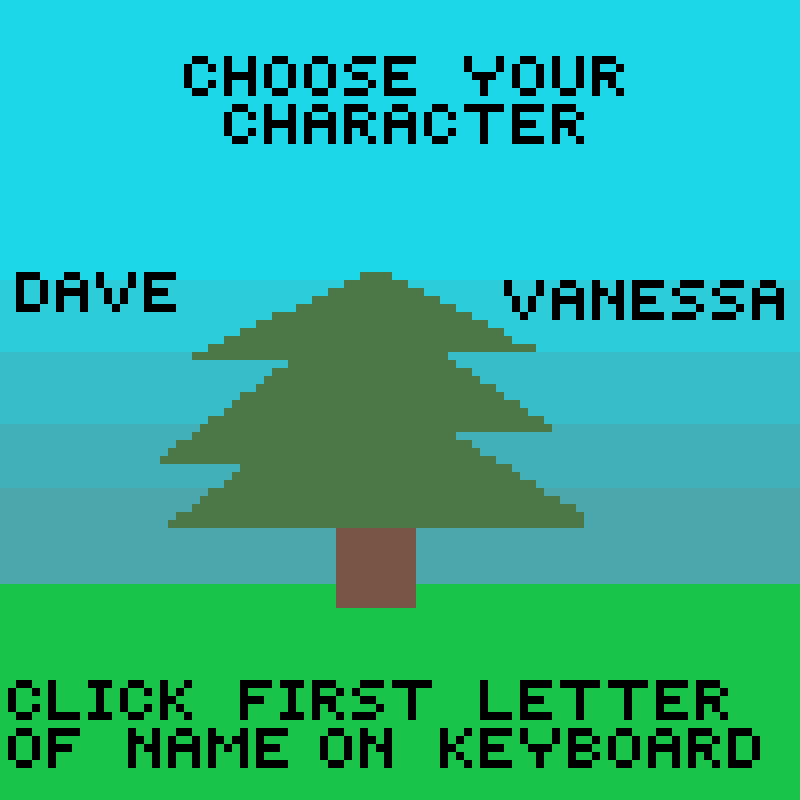 CHOOSE YOUR
CHARACTER
DAVE
VANESSA
CLICK FIRST LETTER
OF NAME ON KEYBOARD